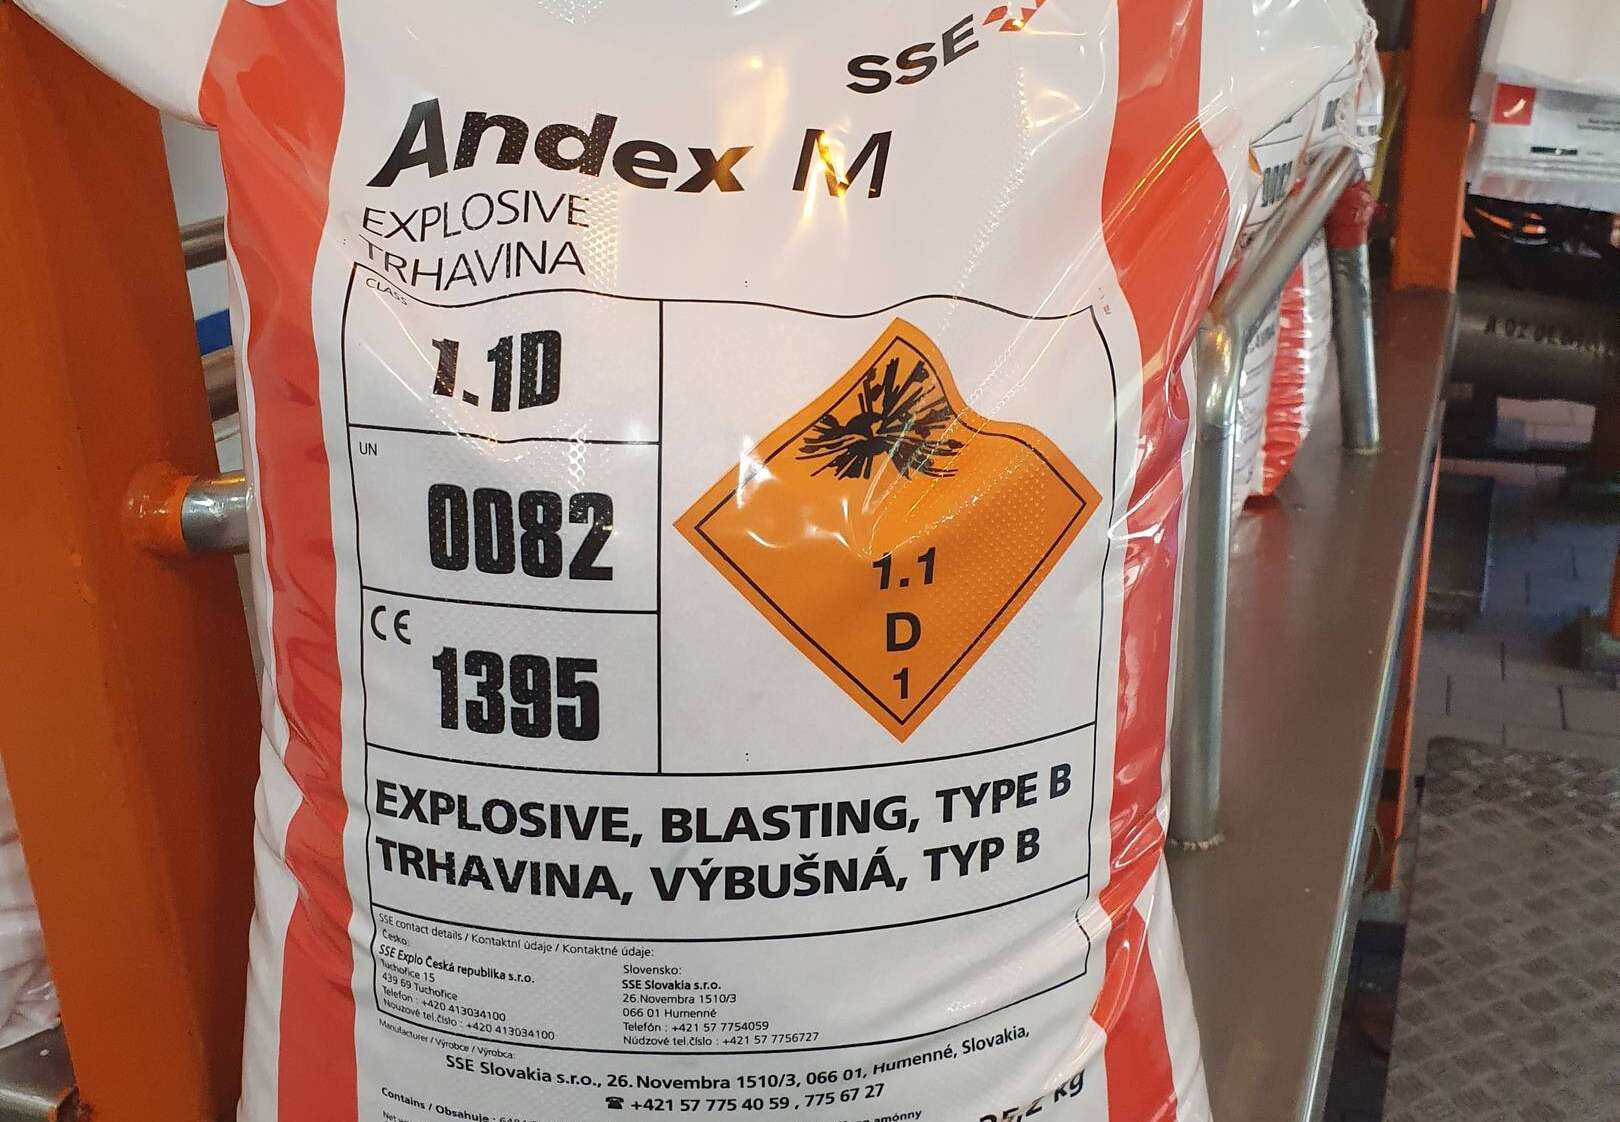 SSE
Andex M
EXPLOSIVE
TRHAVINA
CLASS
1.1D
UN
0082
CE
1395
1.1
D
1
EXPLOSIVE, BLASTING, TYPE B
TRHAVINA, VÝBUŠNÁ, TYP B
SSE contact details / Kontaktní údaje / Kontaktné údaje:
Česko:
SSE Explo Česká republika s.r.o.
Tuchořice 15
439 69 Tuchořice
Telefon : +420 413034100
Nouzové tel.číslo : +420 413034100
Slovensko:
SSE Slovakia s.r.o.
26.Novembra 1510/3
066 01 Humenné
Telefón : +421 57 7754059
Núdzové tel.číslo : +421 57 7756727
Manufacturer / Výrobce / Výrobca:
SSE Slovakia s.r.o., 26. Novembra 1510/3, 066 01, Humenné, Slovakia,
☎ +421 57 775 40 59 , 775 67 27
Contains / Obsahuje :
amónny
kg
0082